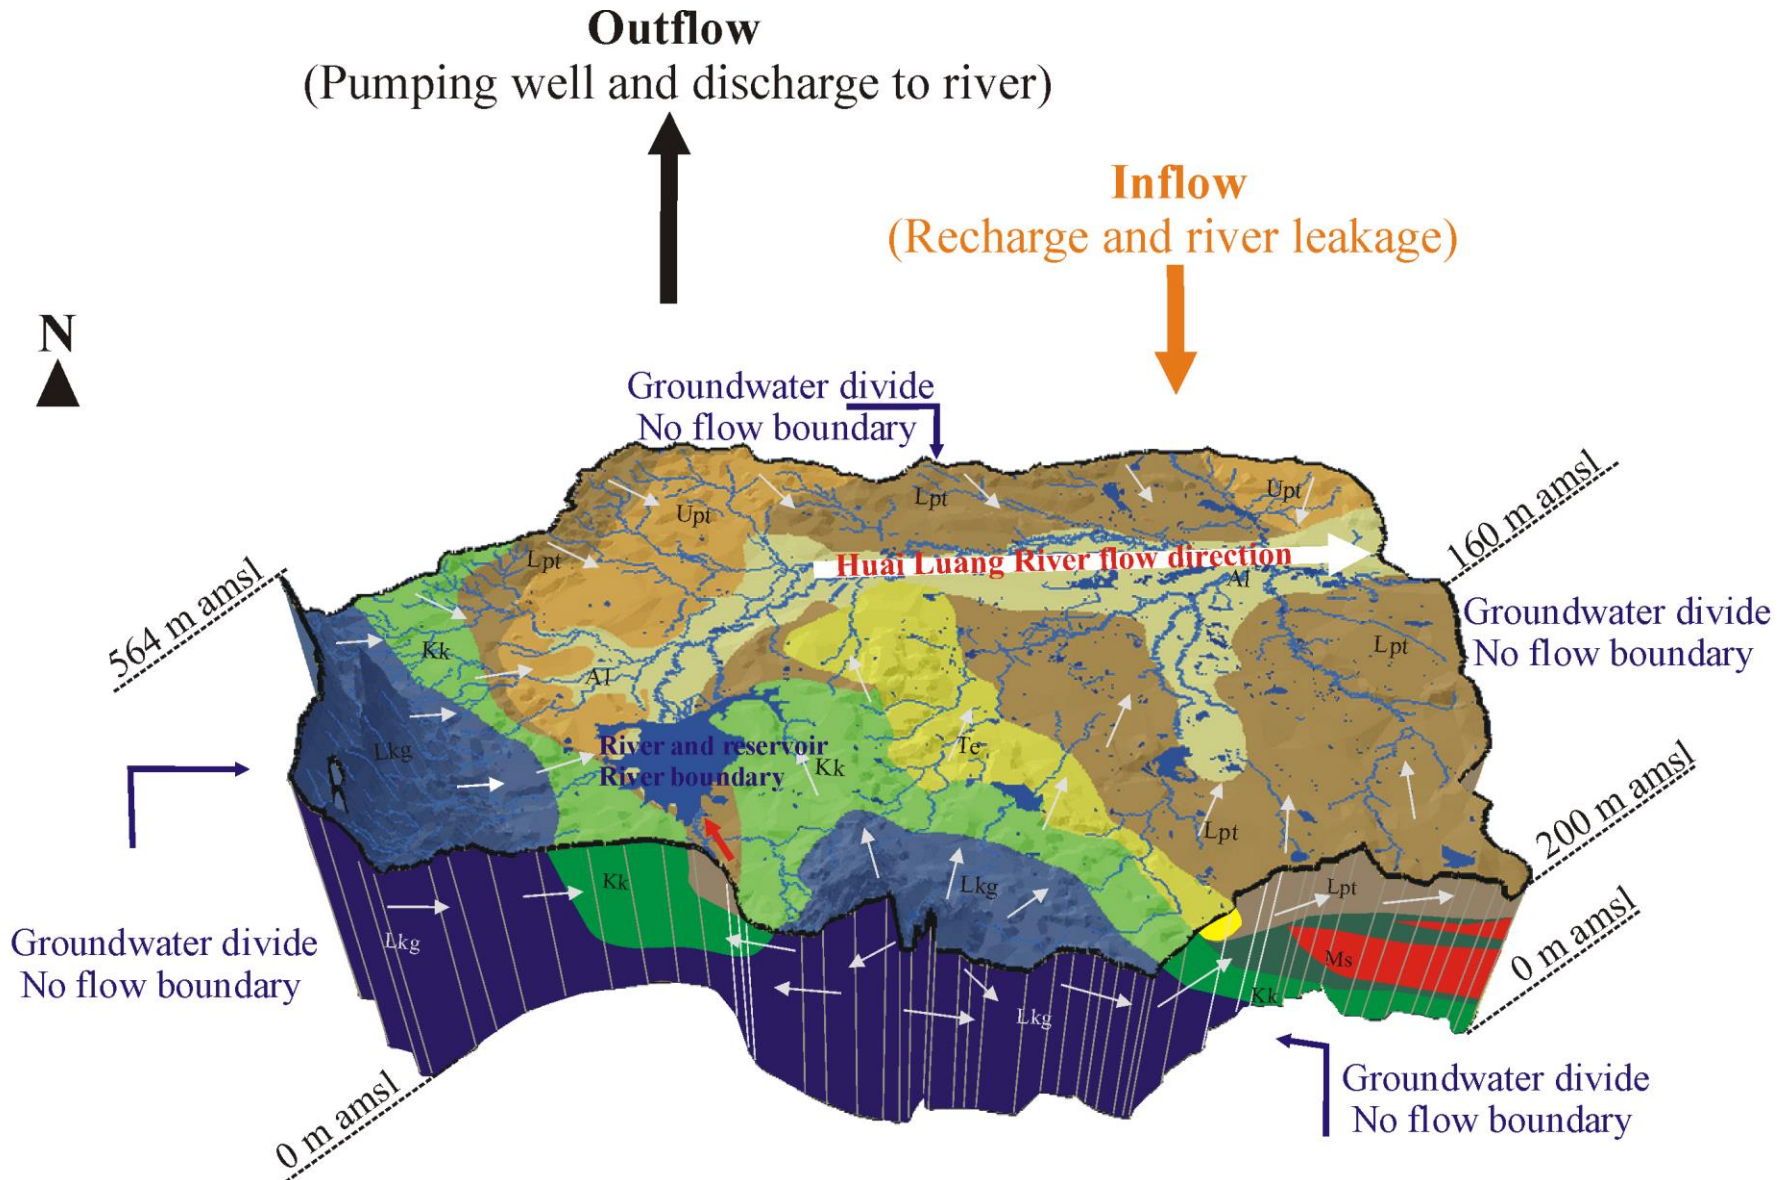 Outflow
(Pumping well and discharge to river)
Inflow
(Recharge and river leakage)
N
Groundwater divide
No flow boundary
Lpt
Upt
Upt
Lpt
160 m amsl
Huai Luang River flow direction
Al
564 m amsl
Groundwater divide
No flow boundary
Kk
Al
Lpt
Lkg
River and reservoir
River boundary
Kk
Te
Lpt
200 m amsl
Kk
Lkg
Lpt
Lkg
Groundwater divide
No flow boundary
Ms
0 m amsl
Kk
Lkg
0 m amsl
Groundwater divide
No flow boundary